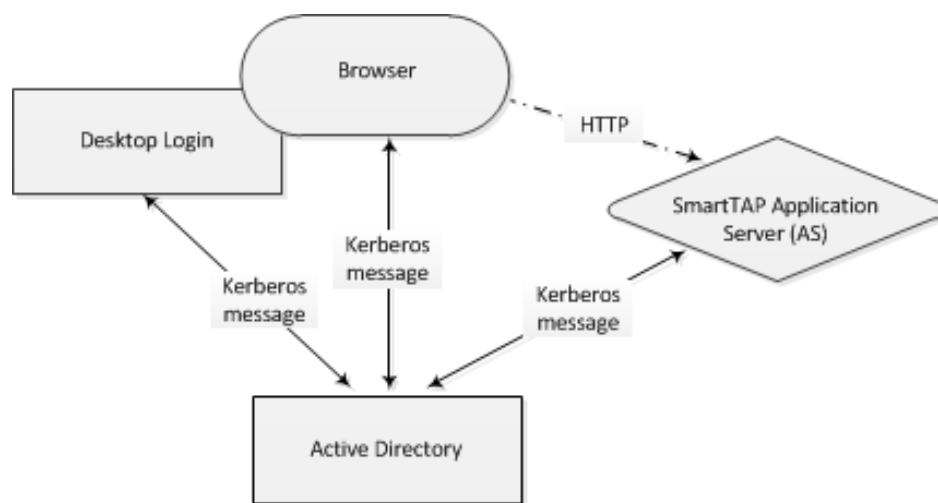 Browser
Desktop Login
HTTP
SmartTAP Application
Server (AS)
Kerberos
message
Kerberos
message
Kerberos
message
Active Directory